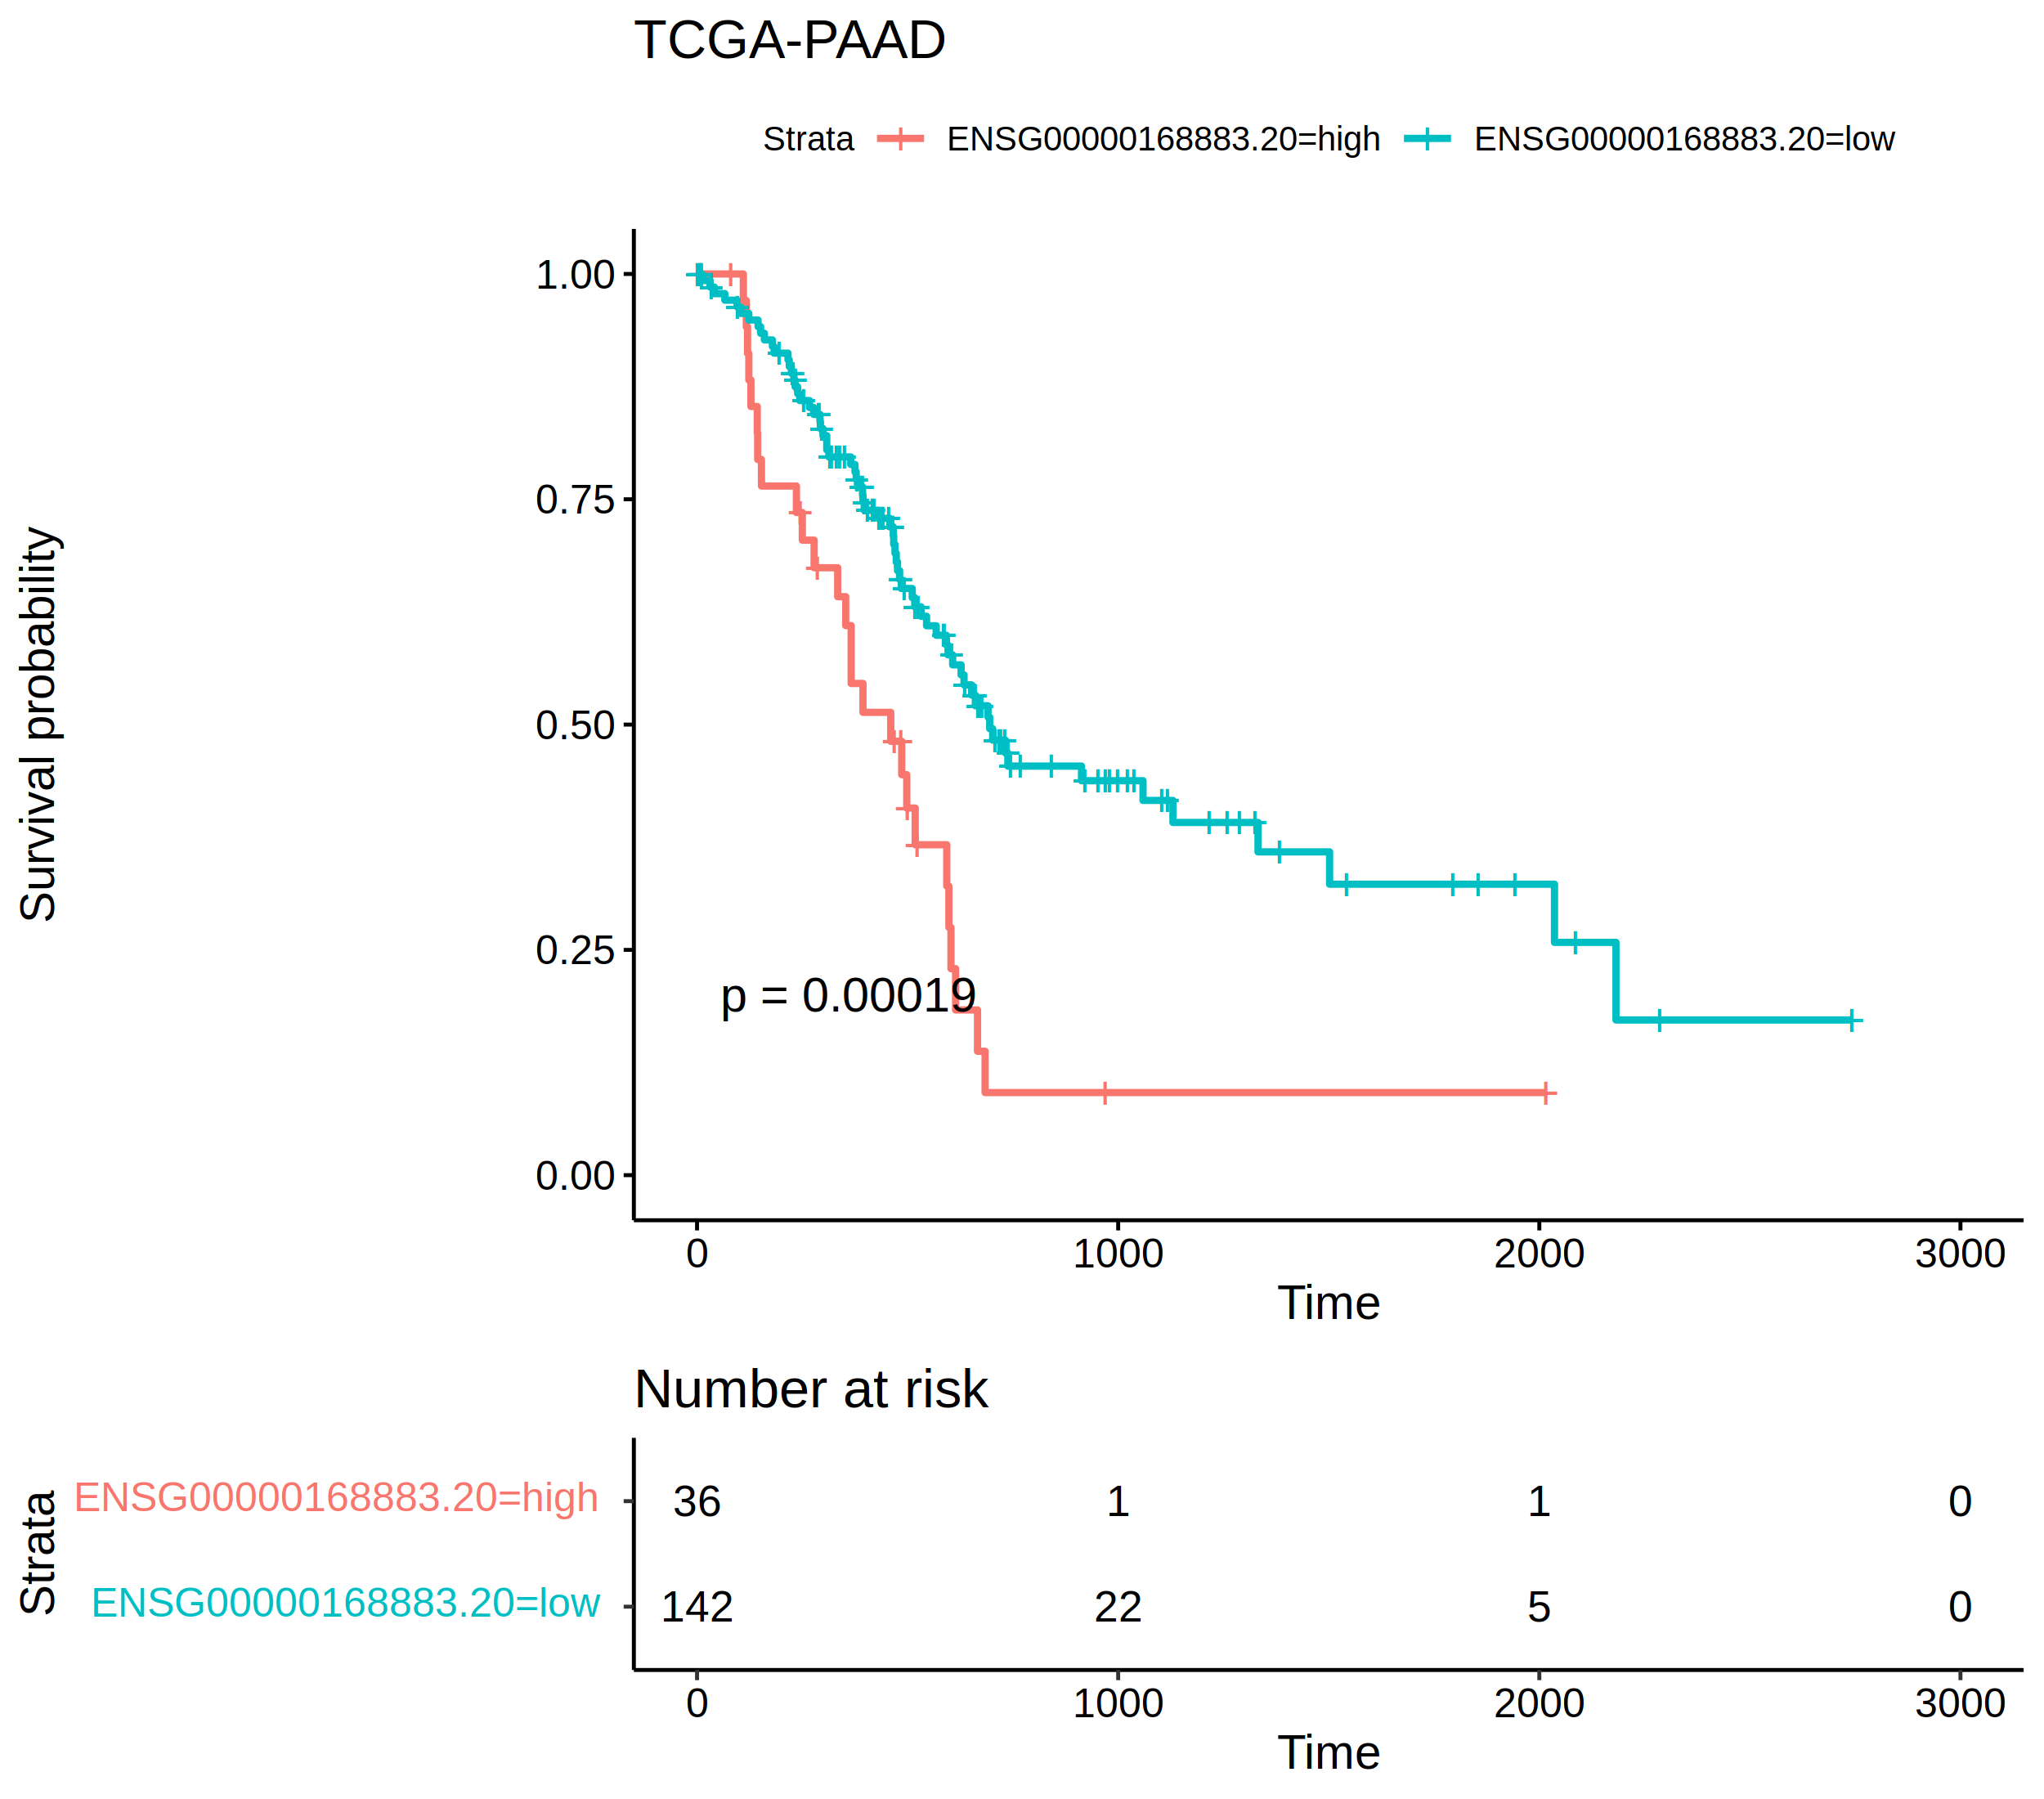 TCGA-PAAD
Strata ENSG00000168883.20=high ENSG00000168883.20=low
Survival probability
1.00
0.75
0.50
0.25
0.00
p = 0.00019
0 1000 2000 3000
Time
Number at risk
Strata
ENSG00000168883.20=high 36 1 1 0
ENSG00000168883.20=low 142 22 5 0
0 1000 2000 3000
Time